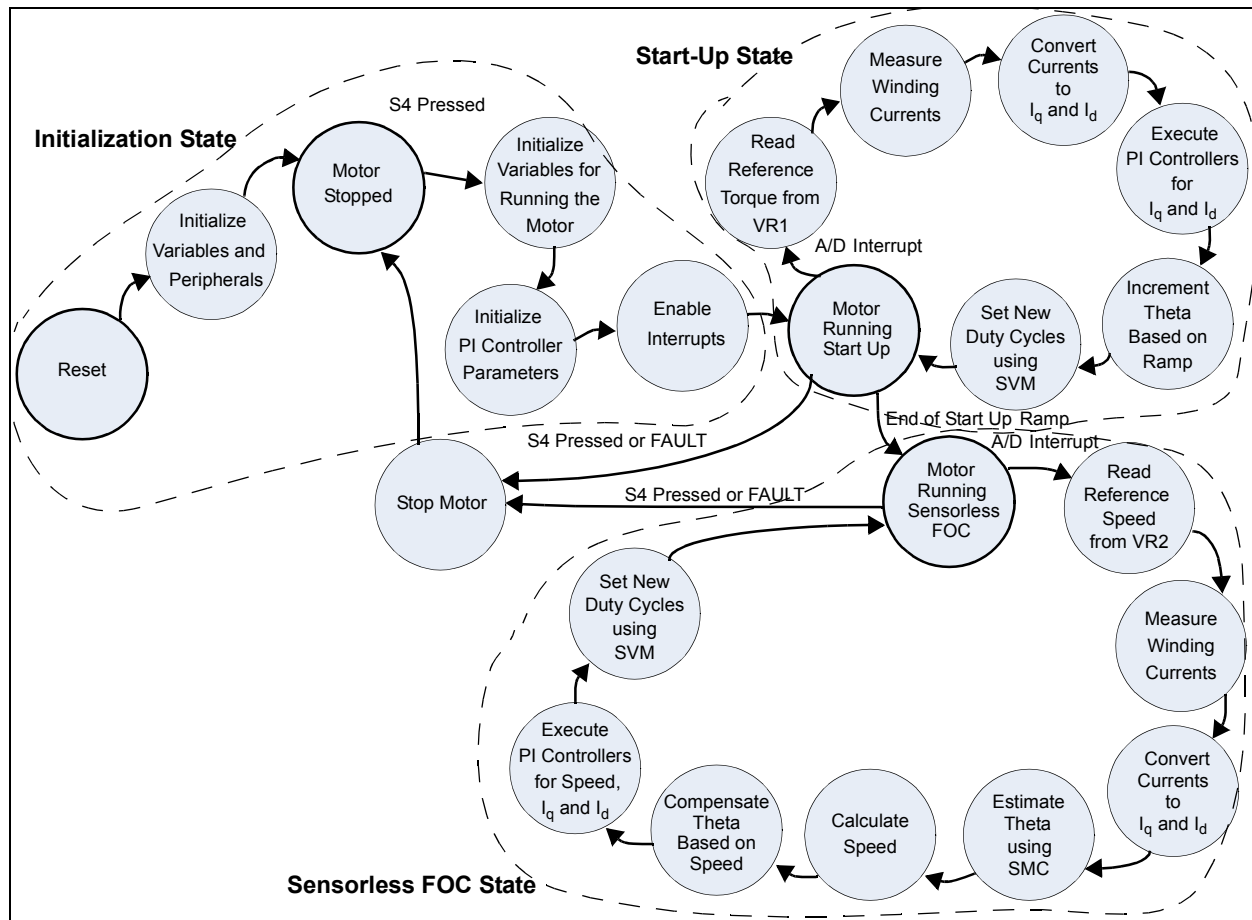 Initialization State
Reset
Initialize
Variables and
Peripherals
Motor
Stopped
S4 Pressed
Initialize
Variables for
Running the
Motor
Initialize
PI Controller
Parameters
Enable
Interrupts
Start-Up State
Motor
Running
Start Up
A/D Interrupt
Read
Reference
Torque from
VR1
Measure
Winding
Currents
Convert
Currents
to
Iq and Id
Execute
PI Controllers
for
Iq and Id
Increment
Theta
Based on
Ramp
Set New
Duty Cycles
using
SVM
End of Start Up Ramp
S4 Pressed or FAULT
Stop Motor
S4 Pressed or FAULT
Motor
Running
Sensorless
FOC
A/D Interrupt
Read
Reference
Speed
from VR2
Measure
Winding
Currents
Convert
Currents
to
Iq and Id
Estimate
Theta
using
SMC
Calculate
Speed
Compensate
Theta
Based on
Speed
Execute
PI Controllers
for Speed,
Iq and Id
Set New
Duty Cycles
using
SVM
Sensorless FOC State